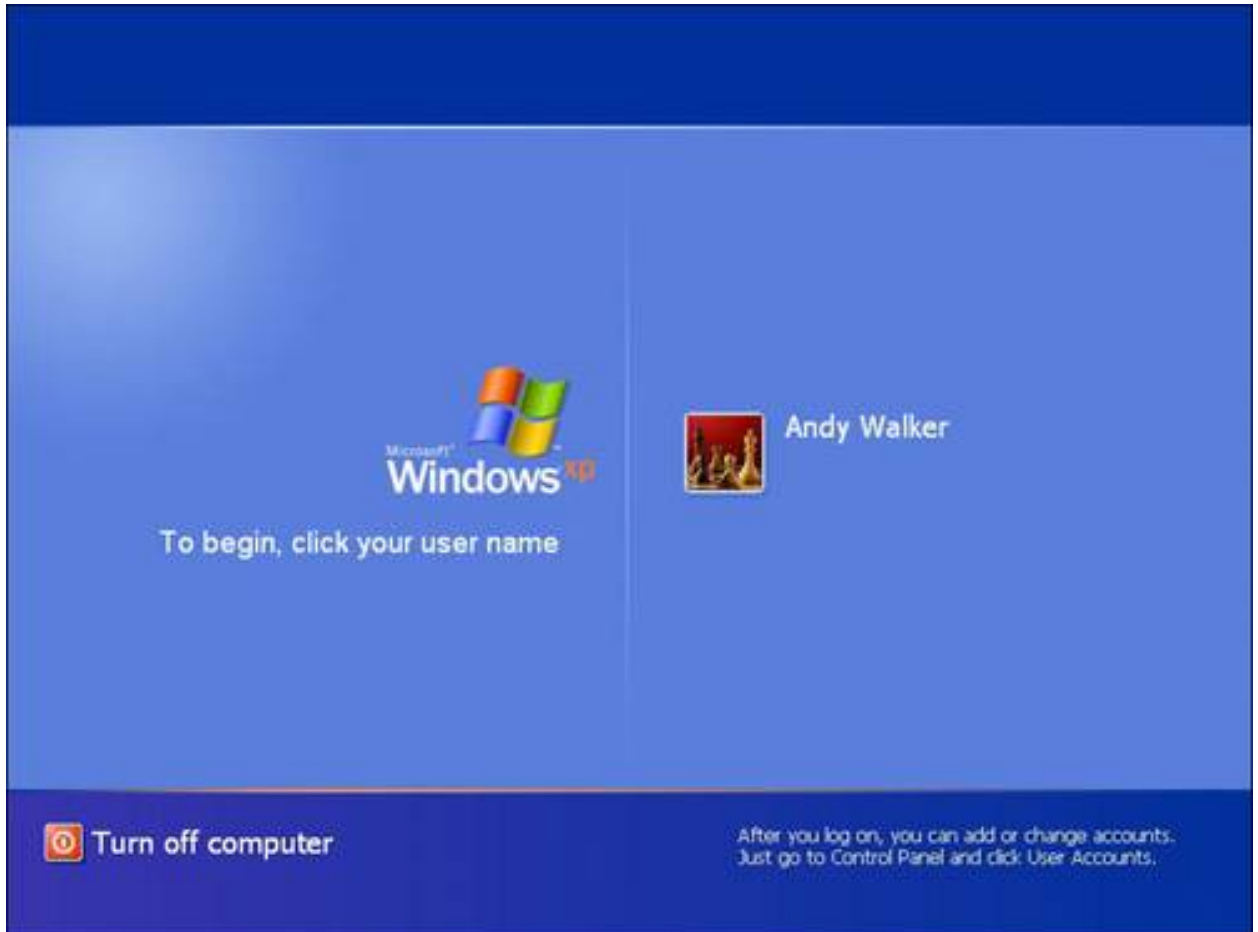 Microsoft®
Windows xp
To begin, click your user name
Andy Walker
Turn off computer
After you log on, you can add or change accounts.
Just go to Control Panel and click User Accounts.